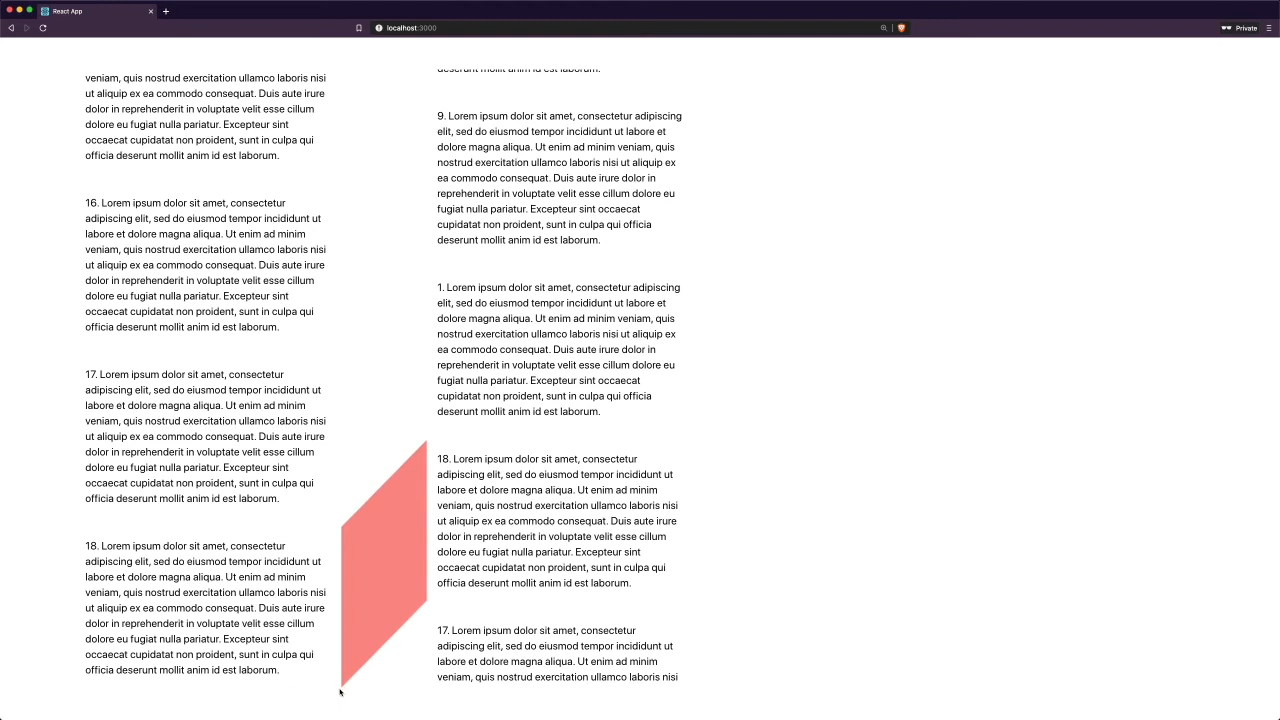 React App
localhost:3000
Private
veniam, quis nostrud exercitation ullamco laboris nisi
ut aliquip ex ea commodo consequat. Duis aute irure
dolor in reprehenderit in voluptate velit esse cillum
dolore eu fugiat nulla pariatur. Excepteur sint
occaecat cupidatat non proident, sunt in culpa qui
officia deserunt mollit anim id est laborum.
16. Lorem ipsum dolor sit amet, consectetur
adipiscing elit, sed do eiusmod tempor incididunt ut
labore et dolore magna aliqua. Ut enim ad minim
veniam, quis nostrud exercitation ullamco laboris nisi
ut aliquip ex ea commodo consequat. Duis aute irure
dolor in reprehenderit in voluptate velit esse cillum
dolore eu fugiat nulla pariatur. Excepteur sint
occaecat cupidatat non proident, sunt in culpa qui
officia deserunt mollit anim id est laborum.
17. Lorem ipsum dolor sit amet, consectetur
adipiscing elit, sed do eiusmod tempor incididunt ut
labore et dolore magna aliqua. Ut enim ad minim
veniam, quis nostrud exercitation ullamco laboris nisi
ut aliquip ex ea commodo consequat. Duis aute irure
dolor in reprehenderit in voluptate velit esse cillum
dolore eu fugiat nulla pariatur. Excepteur sint
occaecat cupidatat non proident, sunt in culpa qui
officia deserunt mollit anim id est laborum.
18. Lorem ipsum dolor sit amet, consectetur
adipiscing elit, sed do eiusmod tempor incididunt ut
labore et dolore magna aliqua. Ut enim ad minim
veniam, quis nostrud exercitation ullamco laboris nisi
ut aliquip ex ea commodo consequat. Duis aute irure
dolor in reprehenderit in voluptate velit esse cillum
dolore eu fugiat nulla pariatur. Excepteur sint
occaecat cupidatat non proident, sunt in culpa qui
officia deserunt mollit anim id est laborum.
deserunt mollit anim id est laborum.
9. Lorem ipsum dolor sit amet, consectetur adipiscing
elit, sed do eiusmod tempor incididunt ut labore et
dolore magna aliqua. Ut enim ad minim veniam, quis
nostrud exercitation ullamco laboris nisi ut aliquip ex
ea commodo consequat. Duis aute irure dolor in
reprehenderit in voluptate velit esse cillum dolore eu
fugiat nulla pariatur. Excepteur sint occaecat
cupidatat non proident, sunt in culpa qui officia
deserunt mollit anim id est laborum.
1. Lorem ipsum dolor sit amet, consectetur adipiscing
elit, sed do eiusmod tempor incididunt ut labore et
dolore magna aliqua. Ut enim ad minim veniam, quis
nostrud exercitation ullamco laboris nisi ut aliquip ex
ea commodo consequat. Duis aute irure dolor in
reprehenderit in voluptate velit esse cillum dolore eu
fugiat nulla pariatur. Excepteur sint occaecat
cupidatat non proident, sunt in culpa qui officia
deserunt mollit anim id est laborum.
18. Lorem ipsum dolor sit amet, consectetur
adipiscing elit, sed do eiusmod tempor incididunt ut
labore et dolore magna aliqua. Ut enim ad minim
veniam, quis nostrud exercitation ullamco laboris nisi
ut aliquip ex ea commodo consequat. Duis aute irure
dolor in reprehenderit in voluptate velit esse cillum
dolore eu fugiat nulla pariatur. Excepteur sint
occaecat cupidatat non proident, sunt in culpa qui
officia deserunt mollit anim id est laborum.
17. Lorem ipsum dolor sit amet, consectetur
adipiscing elit, sed do eiusmod tempor incididunt ut
labore et dolore magna aliqua. Ut enim ad minim
veniam, quis nostrud exercitation ullamco laboris nisi